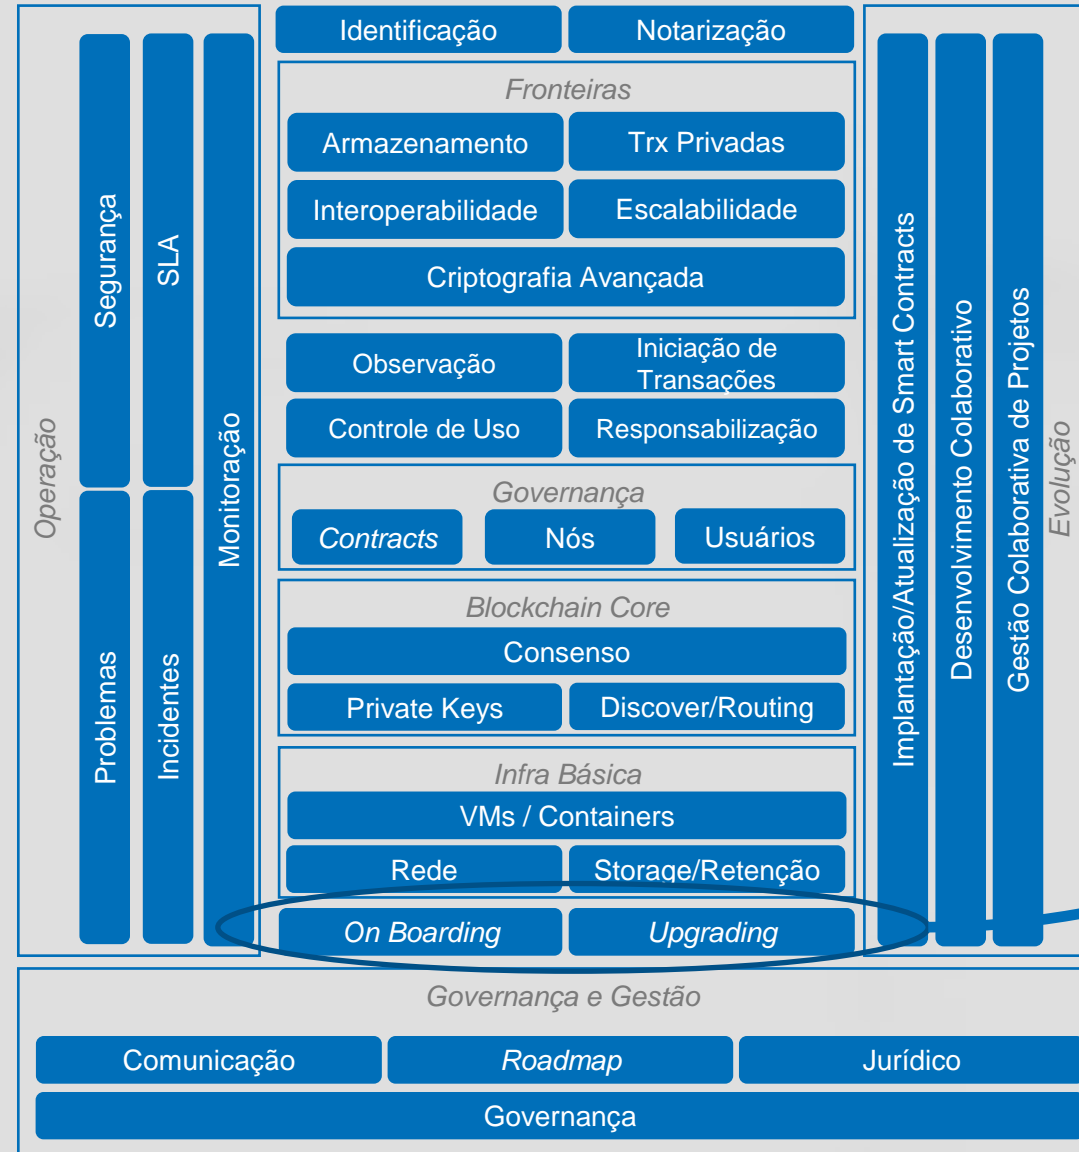 Operação
Segurança
SLA
Problemas
Incidentes
Monitoração
Identificação
Notarização
Fronteiras
Armazenamento
Trx Privadas
Interoperabilidade
Escalabilidade
Criptografia Avançada
Observação
Iniciação de
Transações
Controle de Uso
Responsabilização
Governança
Contracts
Nós
Usuários
Blockchain Core
Consenso
Private Keys
Discover/Routing
Infra Básica
VMs / Containers
Rede
Storage/Retenção
On Boarding
Upgrading
Implantação/Atualização de Smart Contracts
Desenvolvimento Colaborativo
Gestão Colaborativa de Projetos
Evolução
Governança e Gestão
Comunicação
Roadmap
Jurídico
Governança